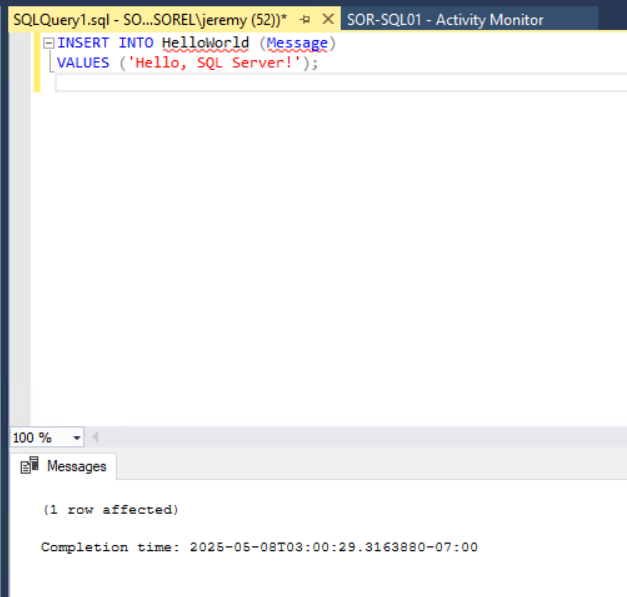 SQLQuery1.sql - SO...SOREL\jeremy (52))* SOR-SQL01 - Activity Monitor
INSERT INTO HelloWorld (Message)
VALUES ('Hello, SQL Server!');
100 %
Messages
(1 row affected)
Completion time: 2025-05-08T03:00:29.3163880-07:00